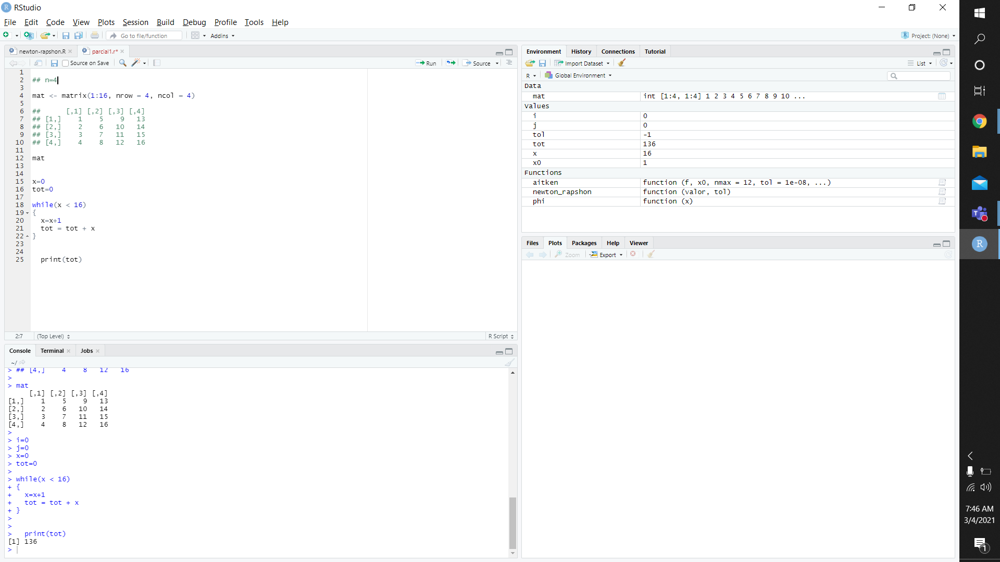 RStudio
File Edit Code View Plots Session Build Debug Profile Tools Help
Go to file/function Addins Project: (None)
newton-rapshon.R parcial1.r*
Source on Save Run Source
1
2 ## n=4
3
4 mat <- matrix(1:16, nrow = 4, ncol = 4)
5
6 ## [,1] [,2] [,3] [,4]
7 ## [1,] 1 5 9 13
8 ## [2,] 2 6 10 14
9 ## [3,] 3 7 11 15
10 ## [4,] 4 8 12 16
11
12 mat
13
14
15 x=0
16 tot=0
17
18 while(x < 16)
19 {
20 x=x+1
21 tot = tot + x
22 }
23
24
25 print(tot)
2:7 (Top Level) R Script
Console Terminal Jobs
~/
> ## [4,] 4 8 12 16
>
> mat
[,1] [,2] [,3] [,4]
[1,] 1 5 9 13
[2,] 2 6 10 14
[3,] 3 7 11 15
[4,] 4 8 12 16
>
> i=0
> j=0
> x=0
> tot=0
>
> while(x < 16)
+ {
+ x=x+1
+ tot = tot + x
+ }
>
>
> print(tot)
[1] 136
>
Environment History Connections Tutorial
Import Dataset List
R Global Environment
Data
mat int [1:4, 1:4] 1 2 3 4 5 6 7 8 9 10 ...
Values
i 0
j 0
tol -1
tot 136
x 16
x0 1
Functions
aitken function (f, x0, nmax = 12, tol = 1e-08, ...)
newton_rapshon function (valor, tol)
phi function (x)
Files Plots Packages Help Viewer
Zoom Export
7:46 AM
3/4/2021
1